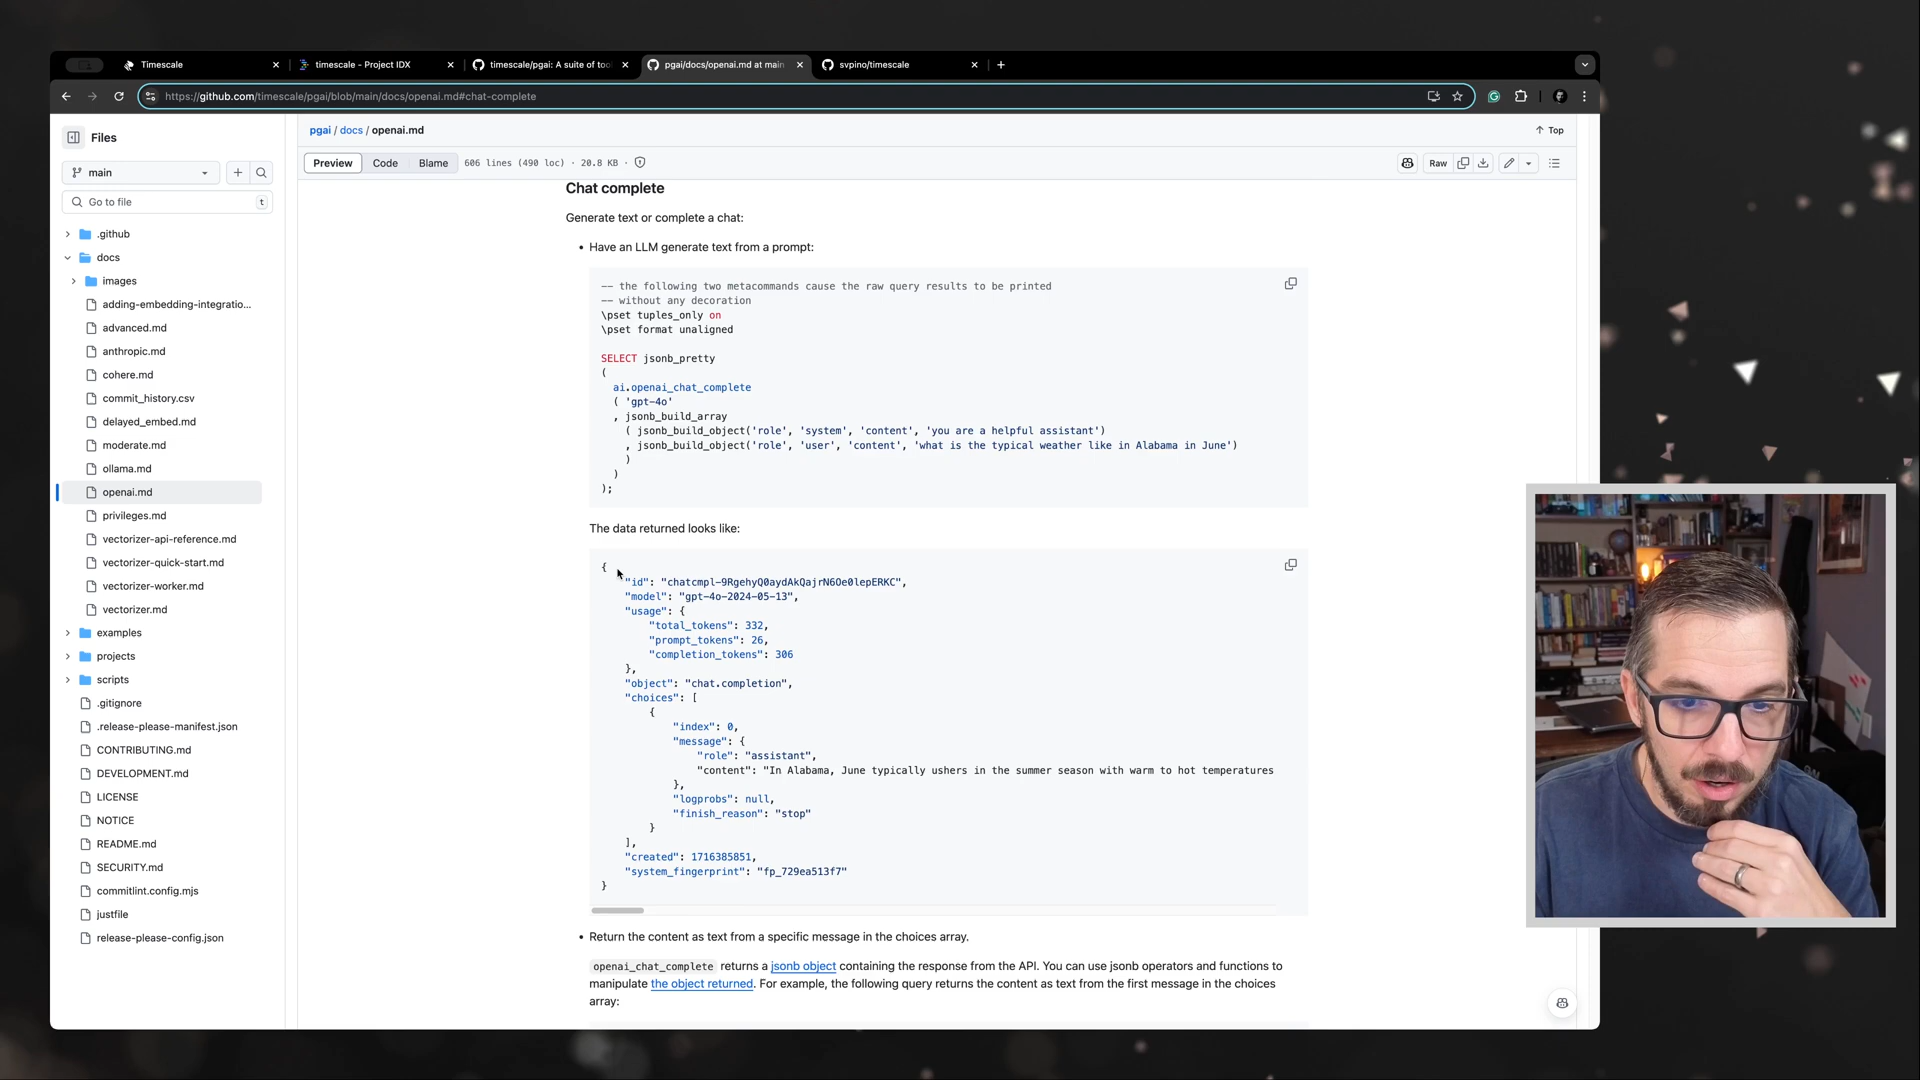 Timescale
timescale - Project IDX
timescale/pgai: A suite of too
pgai/docs/openai.md at main
svpino/timescale
https://github.com/timescale/pgai/blob/main/docs/openai.md#chat-complete
Files
main
Go to file
t
.github
docs
images
adding-embedding-integratio...
advanced.md
anthropic.md
cohere.md
commit_history.csv
delayed_embed.md
moderate.md
ollama.md
openai.md
privileges.md
vectorizer-api-reference.md
vectorizer-quick-start.md
vectorizer-worker.md
vectorizer.md
examples
projects
scripts
.gitignore
.release-please-manifest.json
CONTRIBUTING.md
DEVELOPMENT.md
LICENSE
NOTICE
README.md
SECURITY.md
commitlint.config.mjs
justfile
release-please-config.json
pgai / docs / openai.md
Top
Preview Code Blame 606 lines (490 loc) · 20.8 KB
Raw
Chat complete
Generate text or complete a chat:
• Have an LLM generate text from a prompt:
-- the following two metacommands cause the raw query results to be printed
-- without any decoration
\pset tuples_only on
\pset format unaligned
SELECT jsonb_pretty
(
ai.openai_chat_complete
( 'gpt-4o'
, jsonb_build_array
( jsonb_build_object('role', 'system', 'content', 'you are a helpful assistant')
, jsonb_build_object('role', 'user', 'content', 'what is the typical weather like in Alabama in June')
)
)
);
The data returned looks like:
{
"id": "chatcmpl-9RgehyQ0aydAkQajrN6Oe0lepERKC",
"model": "gpt-4o-2024-05-13",
"usage": {
"total_tokens": 332,
"prompt_tokens": 26,
"completion_tokens": 306
},
"object": "chat.completion",
"choices": [
{
"index": 0,
"message": {
"role": "assistant",
"content": "In Alabama, June typically ushers in the summer season with warm to hot temperatures
},
"logprobs": null,
"finish_reason": "stop"
}
],
"created": 1716385851,
"system_fingerprint": "fp_729ea513f7"
}
• Return the content as text from a specific message in the choices array.
openai_chat_complete returns a jsonb object containing the response from the API. You can use jsonb operators and functions to
manipulate the object returned. For example, the following query returns the content as text from the first message in the choices
array: